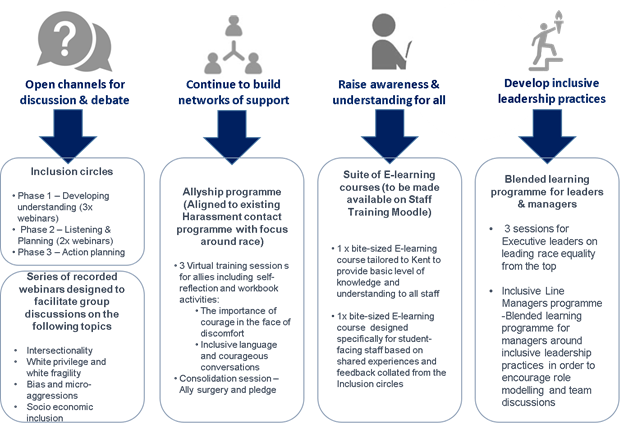 ?
Open channels for
discussion & debate
Inclusion circles
• Phase 1 – Developing
understanding (3x
webinars)
• Phase 2 – Listening &
Planning (2x webinars)
• Phase 3 – Action planning
Series of recorded
webinars designed to
facilitate group
discussions on the
following topics
• Intersectionality
• White privilege and
white fragility
• Bias and micro-
aggressions
• Socio economic
inclusion
Continue to build
networks of support
Allyship programme
(Aligned to existing
Harassment contact
programme with focus
around race)
• 3 Virtual training session s
for allies including self-
reflection and workbook
activities:
• The importance of
courage in the face of
discomfort
• Inclusive language
and courageous
conversations
• Consolidation session –
Ally surgery and pledge
Raise awareness &
understanding for all
Suite of E-learning
courses (to be made
available on Staff
Training Moodle)
• 1 x bite-sized E-learning
course tailored to Kent to
provide basic level of
knowledge and
understanding to all staff
• 1x bite-sized E-learning
course designed
specifically for student-
facing staff based on
shared experiences and
feedback collated from the
Inclusion circles
Develop inclusive
leadership practices
Blended learning
programme for leaders
& managers
• 3 sessions for
Executive leaders on
leading race equality
from the top
• Inclusive Line
Managers programme
-Blended learning
programme for
managers around
inclusive leadership
practices in order to
encourage role
modelling and team
discussions